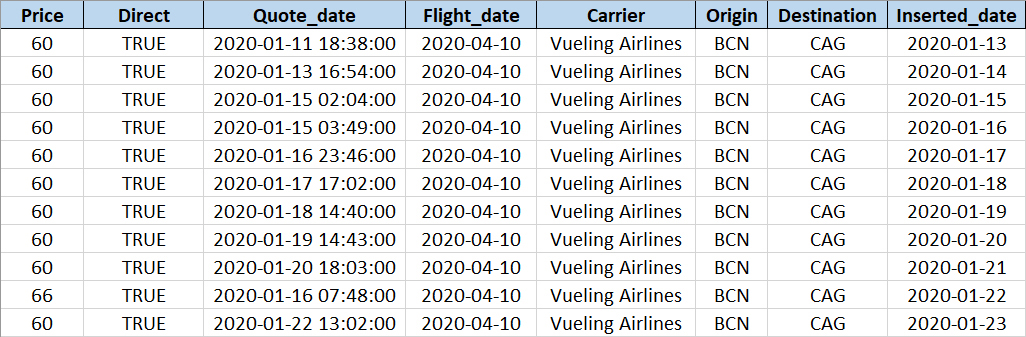 Price Direct Quote_date Flight_date Carrier Origin Destination Inserted_date
60 TRUE 2020-01-11 18:38:00 2020-04-10 Vueling Airlines BCN CAG 2020-01-13
60 TRUE 2020-01-13 16:54:00 2020-04-10 Vueling Airlines BCN CAG 2020-01-14
60 TRUE 2020-01-15 02:04:00 2020-04-10 Vueling Airlines BCN CAG 2020-01-15
60 TRUE 2020-01-15 03:49:00 2020-04-10 Vueling Airlines BCN CAG 2020-01-16
60 TRUE 2020-01-16 23:46:00 2020-04-10 Vueling Airlines BCN CAG 2020-01-17
60 TRUE 2020-01-17 17:02:00 2020-04-10 Vueling Airlines BCN CAG 2020-01-18
60 TRUE 2020-01-18 14:40:00 2020-04-10 Vueling Airlines BCN CAG 2020-01-19
60 TRUE 2020-01-19 14:43:00 2020-04-10 Vueling Airlines BCN CAG 2020-01-20
60 TRUE 2020-01-20 18:03:00 2020-04-10 Vueling Airlines BCN CAG 2020-01-21
66 TRUE 2020-01-16 07:48:00 2020-04-10 Vueling Airlines BCN CAG 2020-01-22
60 TRUE 2020-01-22 13:02:00 2020-04-10 Vueling Airlines BCN CAG 2020-01-23